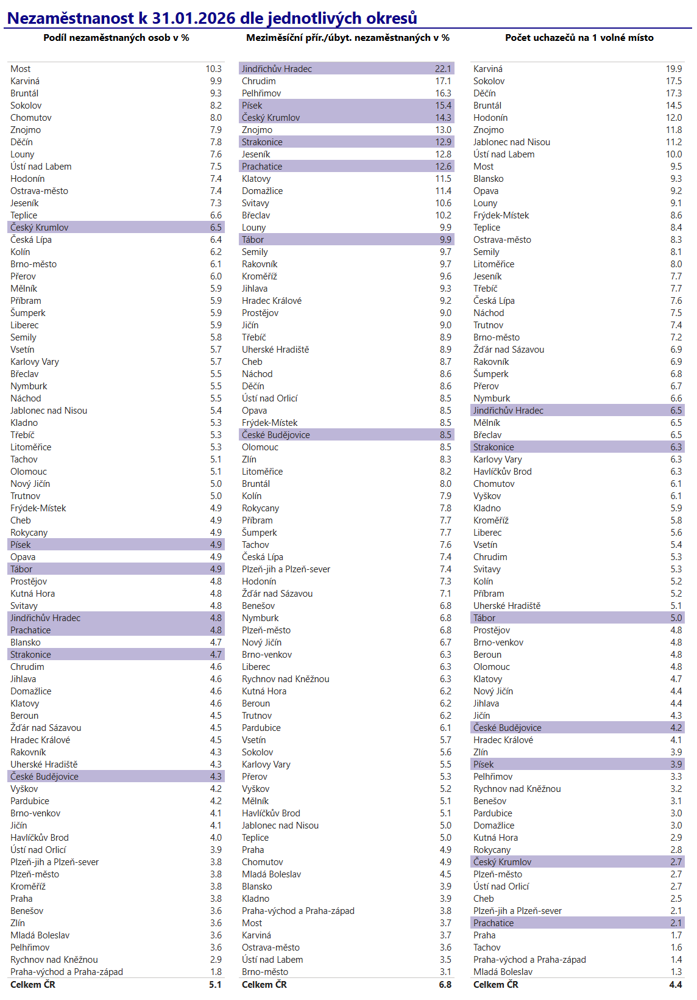 Nezaměstnanost k 31.01.2026 dle jednotlivých okresů
Podíl nezaměstnaných osob v % Meziměsíční přír./úbyt. nezaměstnaných v % Počet uchazečů na 1 volné místo
Most 10.3 Jindřichův Hradec 22.1 Karviná 19.9
Karviná 9.9 Chrudim 17.1 Sokolov 17.5
Bruntál 9.3 Pelhřimov 16.3 Děčín 17.3
Sokolov 8.2 Písek 15.4 Bruntál 14.5
Chomutov 8.0 Český Krumlov 14.3 Hodonín 12.0
Znojmo 7.9 Znojmo 13.0 Znojmo 11.8
Děčín 7.8 Strakonice 12.9 Jablonec nad Nisou 11.2
Louny 7.6 Jeseník 12.8 Ústí nad Labem 10.0
Ústí nad Labem 7.5 Prachatice 12.6 Most 9.5
Hodonín 7.4 Klatovy 11.5 Blansko 9.3
Ostrava-město 7.4 Domažlice 11.4 Opava 9.2
Jeseník 7.3 Svitavy 10.6 Louny 9.1
Teplice 6.6 Břeclav 10.2 Frýdek-Místek 8.6
Český Krumlov 6.5 Louny 9.9 Teplice 8.4
Česká Lípa 6.4 Tábor 9.9 Ostrava-město 8.3
Kolín 6.2 Semily 9.7 Semily 8.1
Brno-město 6.1 Rakovník 9.7 Litoměřice 8.0
Přerov 6.0 Kroměříž 9.6 Jeseník 7.7
Mělník 5.9 Jihlava 9.3 Třebíč 7.7
Příbram 5.9 Hradec Králové 9.2 Česká Lípa 7.6
Šumperk 5.9 Prostějov 9.0 Náchod 7.5
Liberec 5.9 Jičín 9.0 Trutnov 7.4
Semily 5.8 Třebíč 8.9 Brno-město 7.2
Vsetín 5.7 Uherské Hradiště 8.9 Žďár nad Sázavou 6.9
Karlovy Vary 5.7 Cheb 8.7 Rakovník 6.9
Břeclav 5.5 Náchod 8.6 Šumperk 6.8
Nymburk 5.5 Děčín 8.6 Přerov 6.7
Náchod 5.5 Ústí nad Orlicí 8.5 Nymburk 6.6
Jablonec nad Nisou 5.4 Opava 8.5 Jindřichův Hradec 6.5
Kladno 5.3 Frýdek-Místek 8.5 Mělník 6.5
Třebíč 5.3 České Budějovice 8.5 Břeclav 6.5
Litoměřice 5.3 Olomouc 8.5 Strakonice 6.3
Tachov 5.1 Zlín 8.3 Karlovy Vary 6.3
Olomouc 5.1 Litoměřice 8.2 Havlíčkův Brod 6.3
Nový Jičín 5.0 Bruntál 8.0 Chomutov 6.1
Trutnov 5.0 Kolín 7.9 Vyškov 6.1
Frýdek-Místek 4.9 Rokycany 7.8 Kladno 5.9
Cheb 4.9 Příbram 7.7 Kroměříž 5.8
Rokycany 4.9 Šumperk 7.7 Liberec 5.6
Písek 4.9 Tachov 7.6 Vsetín 5.4
Opava 4.9 Česká Lípa 7.4 Chrudim 5.3
Tábor 4.9 Plzeň-jih a Plzeň-sever 7.4 Svitavy 5.3
Prostějov 4.8 Hodonín 7.3 Kolín 5.2
Kutná Hora 4.8 Žďár nad Sázavou 7.1 Příbram 5.2
Svitavy 4.8 Benešov 6.8 Uherské Hradiště 5.1
Jindřichův Hradec 4.8 Nymburk 6.8 Tábor 5.0
Prachatice 4.8 Plzeň-město 6.8 Prostějov 4.8
Blansko 4.7 Nový Jičín 6.7 Brno-venkov 4.8
Strakonice 4.7 Brno-venkov 6.3 Beroun 4.8
Chrudim 4.6 Liberec 6.3 Olomouc 4.8
Jihlava 4.6 Rychnov nad Kněžnou 6.3 Klatovy 4.7
Domažlice 4.6 Kutná Hora 6.2 Nový Jičín 4.4
Klatovy 4.6 Beroun 6.2 Jihlava 4.4
Beroun 4.5 Trutnov 6.2 Jičín 4.3
Žďár nad Sázavou 4.5 Pardubice 6.1 České Budějovice 4.2
Hradec Králové 4.5 Vsetín 5.7 Hradec Králové 4.1
Rakovník 4.3 Sokolov 5.6 Zlín 3.9
Uherské Hradiště 4.3 Karlovy Vary 5.5 Písek 3.9
České Budějovice 4.3 Přerov 5.3 Pelhřimov 3.3
Vyškov 4.2 Vyškov 5.2 Rychnov nad Kněžnou 3.2
Pardubice 4.2 Mělník 5.1 Benešov 3.1
Brno-venkov 4.1 Havlíčkův Brod 5.1 Pardubice 3.0
Jičín 4.1 Jablonec nad Nisou 5.0 Domažlice 3.0
Havlíčkův Brod 4.0 Teplice 5.0 Kutná Hora 2.9
Ústí nad Orlicí 3.9 Praha 4.9 Rokycany 2.8
Plzeň-jih a Plzeň-sever 3.8 Chomutov 4.9 Český Krumlov 2.7
Plzeň-město 3.8 Mladá Boleslav 4.5 Plzeň-město 2.7
Kroměříž 3.8 Blansko 3.9 Ústí nad Orlicí 2.7
Praha 3.8 Kladno 3.9 Cheb 2.5
Benešov 3.6 Praha-východ a Praha-západ 3.8 Plzeň-jih a Plzeň-sever 2.1
Zlín 3.6 Most 3.7 Prachatice 2.1
Mladá Boleslav 3.6 Karviná 3.7 Praha 1.7
Pelhřimov 3.6 Ostrava-město 3.6 Tachov 1.6
Rychnov nad Kněžnou 2.9 Ústí nad Labem 3.5 Praha-východ a Praha-západ 1.4
Praha-východ a Praha-západ 1.8 Brno-město 3.1 Mladá Boleslav 1.3
Celkem ČR 5.1 Celkem ČR 6.8 Celkem ČR 4.4